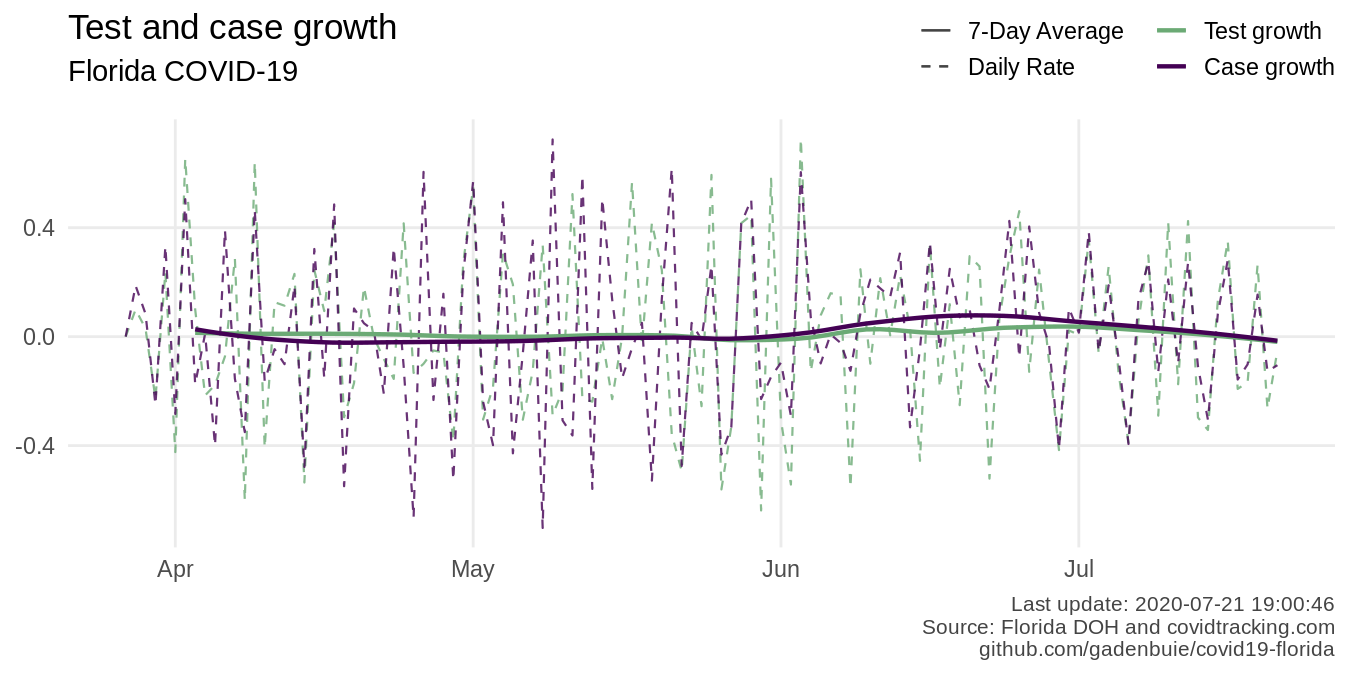 Test and case growth
Florida COVID-19
7-Day Average
Test growth
Daily Rate
Case growth
0.4
0.0
-0.4
Apr
May
Jun
Jul
Last update: 2020-07-21 19:00:46
Source: Florida DOH and covidtracking.com
github.com/gadenbuie/covid19-florida